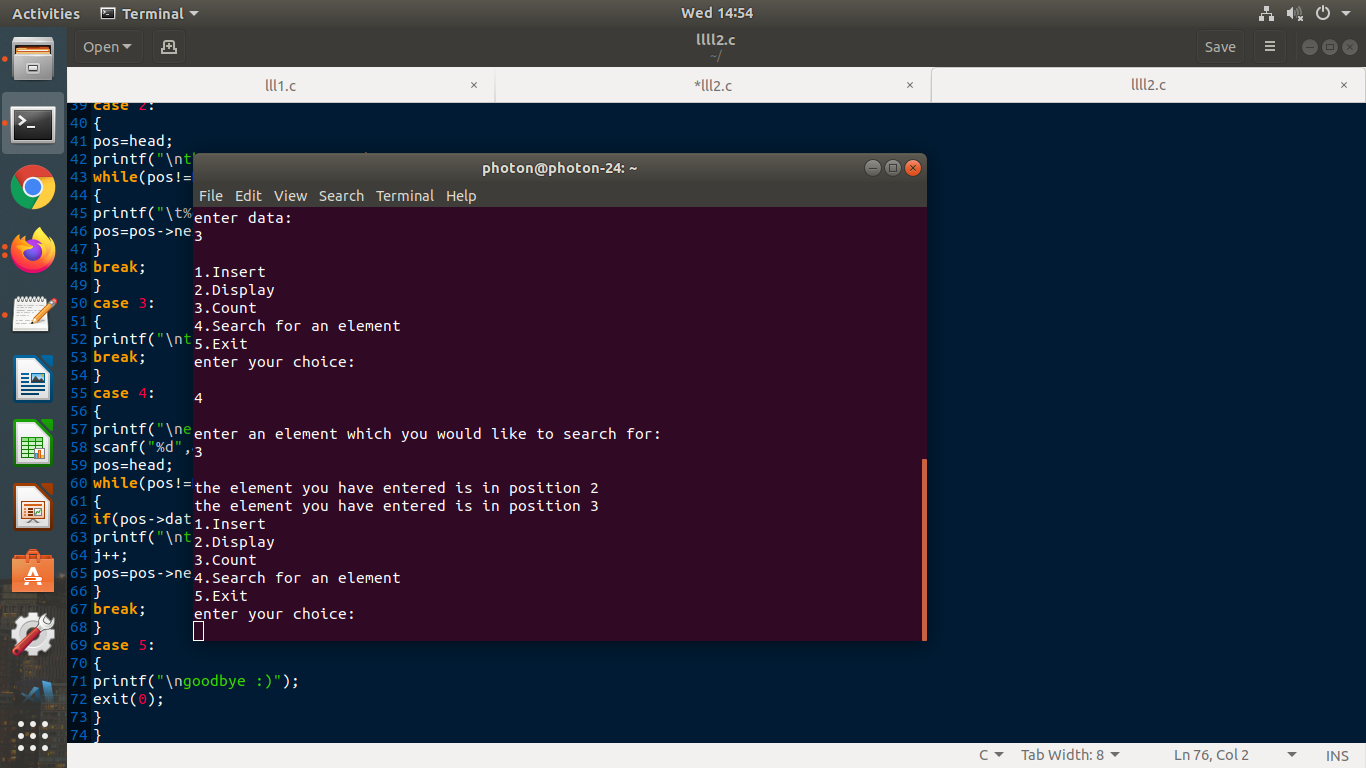 Activities Terminal Wed 14:54
Open llll2.c Save
~/
lll1.c × *lll2.c × llll2.c ×
39 case 2:
40 {
41 pos=head;
42 printf("\nt
43 while(pos!=
44 {
45 printf("\t%
46 pos=pos->ne
47 }
48 break;
49 }
50 case 3:
51 {
52 printf("\nt
53 break;
54 }
55 case 4:
56 {
57 printf("\ne
58 scanf("%d",
59 pos=head;
60 while(pos!=
61 {
62 if(pos->dat
63 printf("\nt
64 j++;
65 pos=pos->ne
66 }
67 break;
68 }
69 case 5:
70 {
71 printf("\ngoodbye :)");
72 exit(0);
73 }
74 }
photon@photon-24: ~
File Edit View Search Terminal Help
enter data:
3
1.Insert
2.Display
3.Count
4.Search for an element
5.Exit
enter your choice:
4
enter an element which you would like to search for:
3
the element you have entered is in position 2
the element you have entered is in position 3
1.Insert
2.Display
3.Count
4.Search for an element
5.Exit
enter your choice:
C Tab Width: 8 Ln 76, Col 2 INS